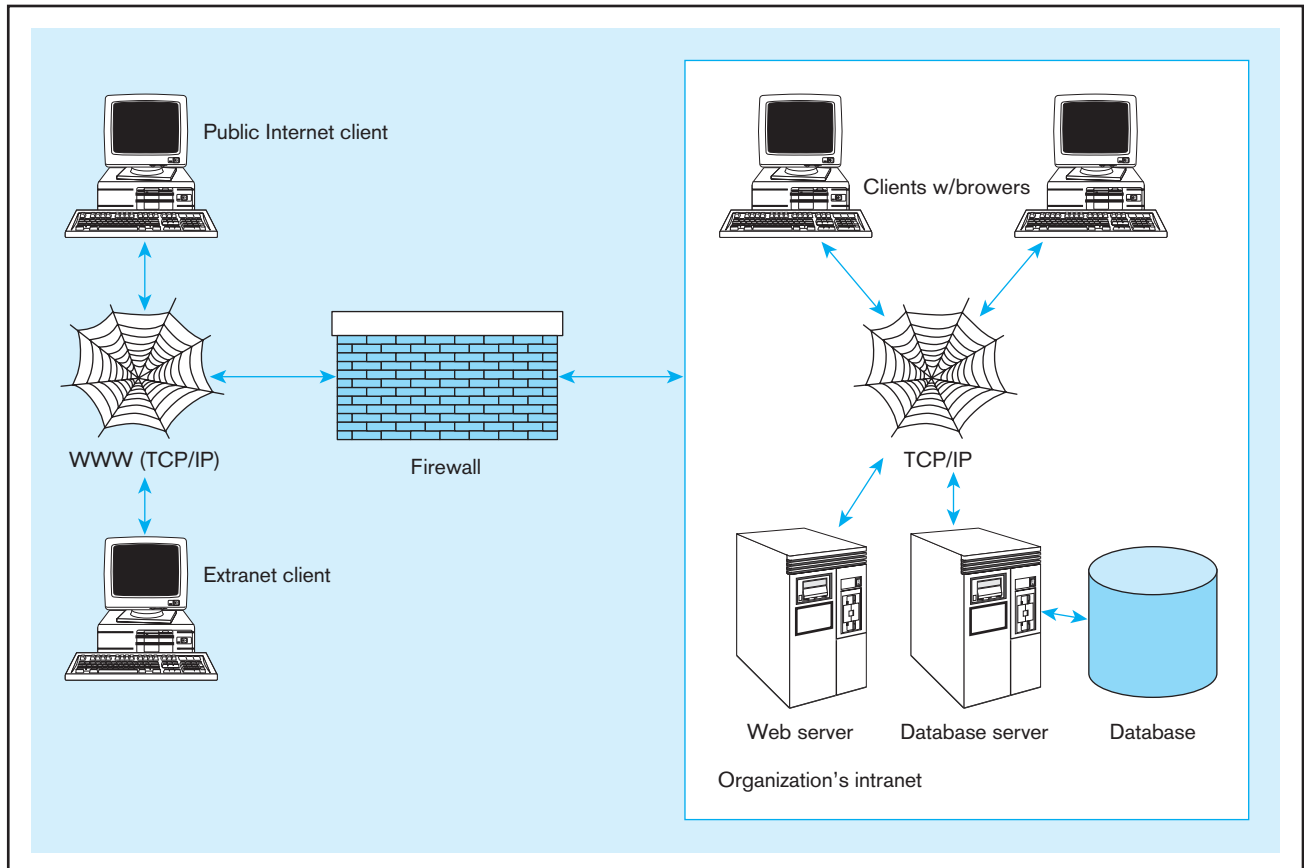 Public Internet client
Clients w/browers
WWW (TCP/IP)
Firewall
TCP/IP
Extranet client
Web server
Database server
Database
Organization's intranet